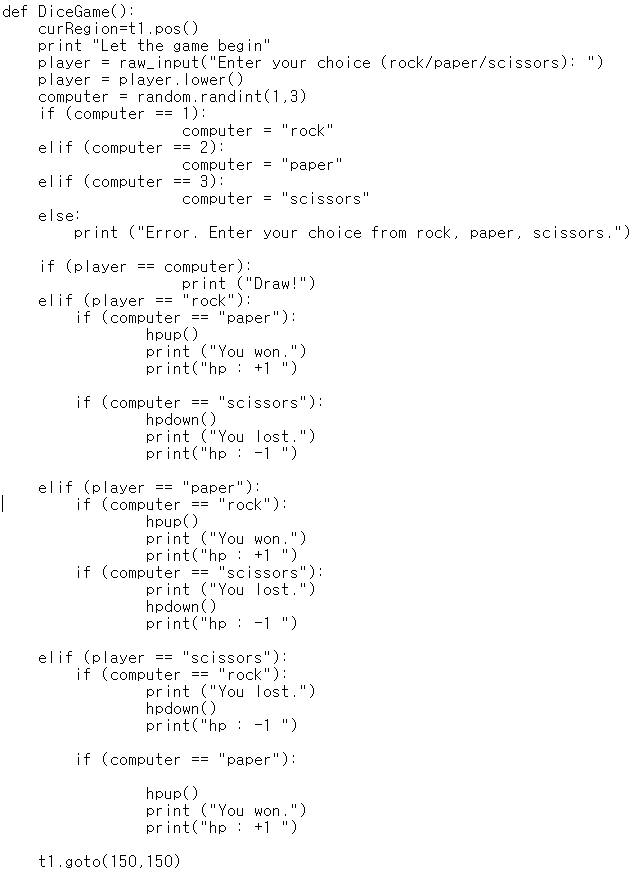 def DiceGame():
    curRegion=t1.pos()
    print "Let the game begin"
    player = raw_input("Enter your choice (rock/paper/scissors): ")
    player = player.lower()
    computer = random.randint(1,3)
    if (computer == 1):
                    computer = "rock"
    elif (computer == 2):
                    computer = "paper"
    elif (computer == 3):
                    computer = "scissors"
    else:
        print ("Error. Enter your choice from rock, paper, scissors.")

    if (player == computer):
                    print ("Draw!")
    elif (player == "rock"):
        if (computer == "paper"):
                hpup()
                print ("You won.")
                print("hp : +1 ")

        if (computer == "scissors"):
                hpdown()
                print ("You lost.")
                print("hp : -1 ")

    elif (player == "paper"):
        if (computer == "rock"):
                hpup()
                print ("You won.")
                print("hp : +1 ")
        if (computer == "scissors"):
                print ("You lost.")
                hpdown()
                print("hp : -1 ")

    elif (player == "scissors"):
        if (computer == "rock"):
                print ("You lost.")
                hpdown()
                print("hp : -1 ")

        if (computer == "paper"):

                hpup()
                print ("You won.")
                print("hp : +1 ")

    t1.goto(150,150)